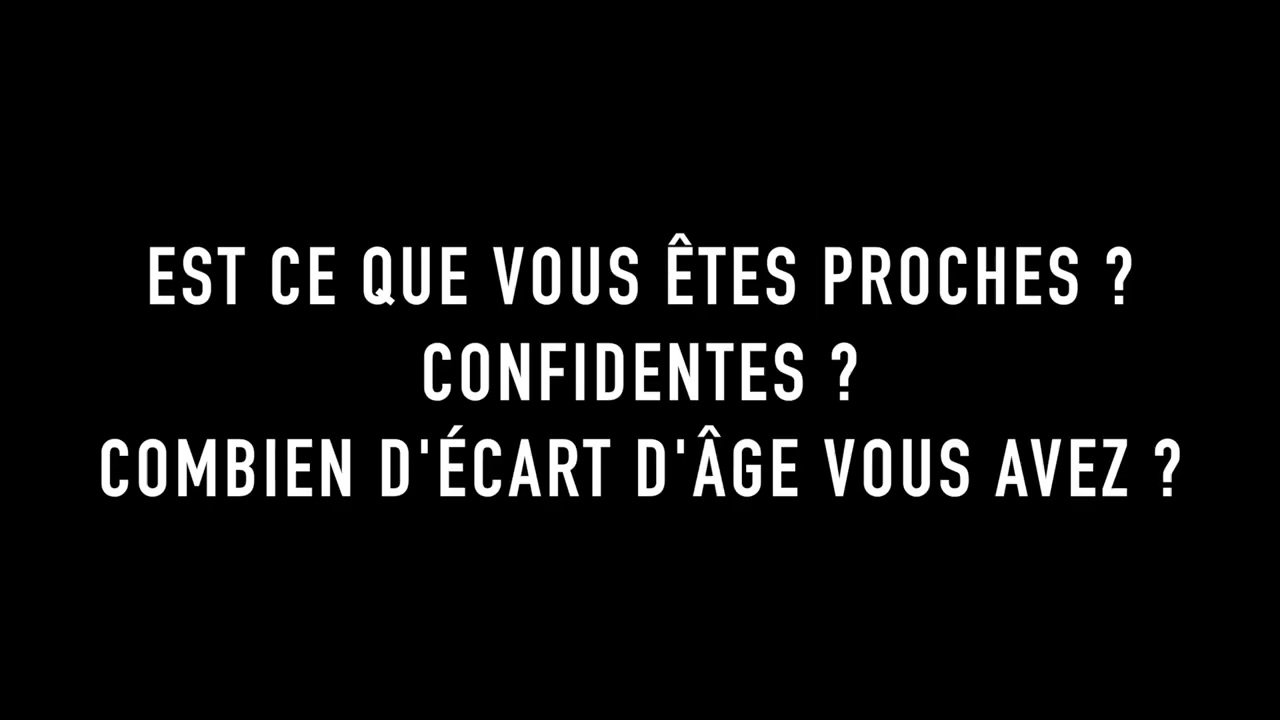 EST CE QUE VOUS ÊTES PROCHES ?
CONFIDENTES ?
COMBIEN D'ÉCART D'ÂGE VOUS AVEZ ?